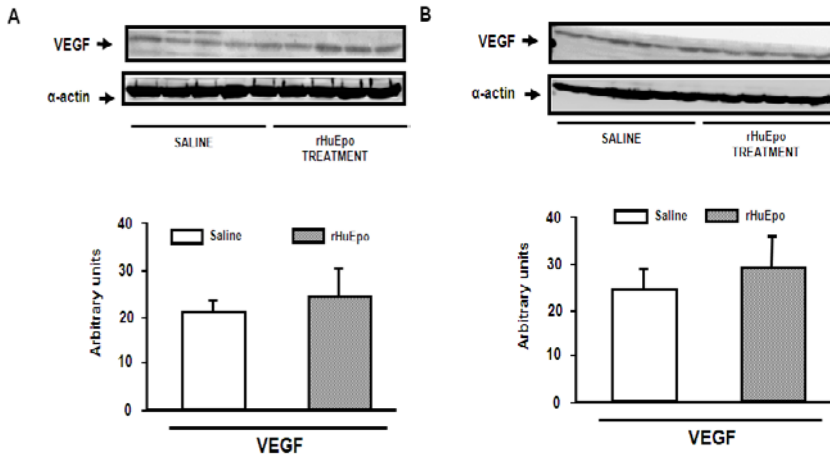 A
VEGF
α-actin
SALINE
rHuEpo
TREATMENT
40
30
20
10
0
Arbitrary units
Saline
rHuEpo
VEGF
B
VEGF
α-actin
SALINE
rHuEpo
TREATMENT
40
30
20
10
0
Arbitrary units
Saline
rHuEpo
VEGF